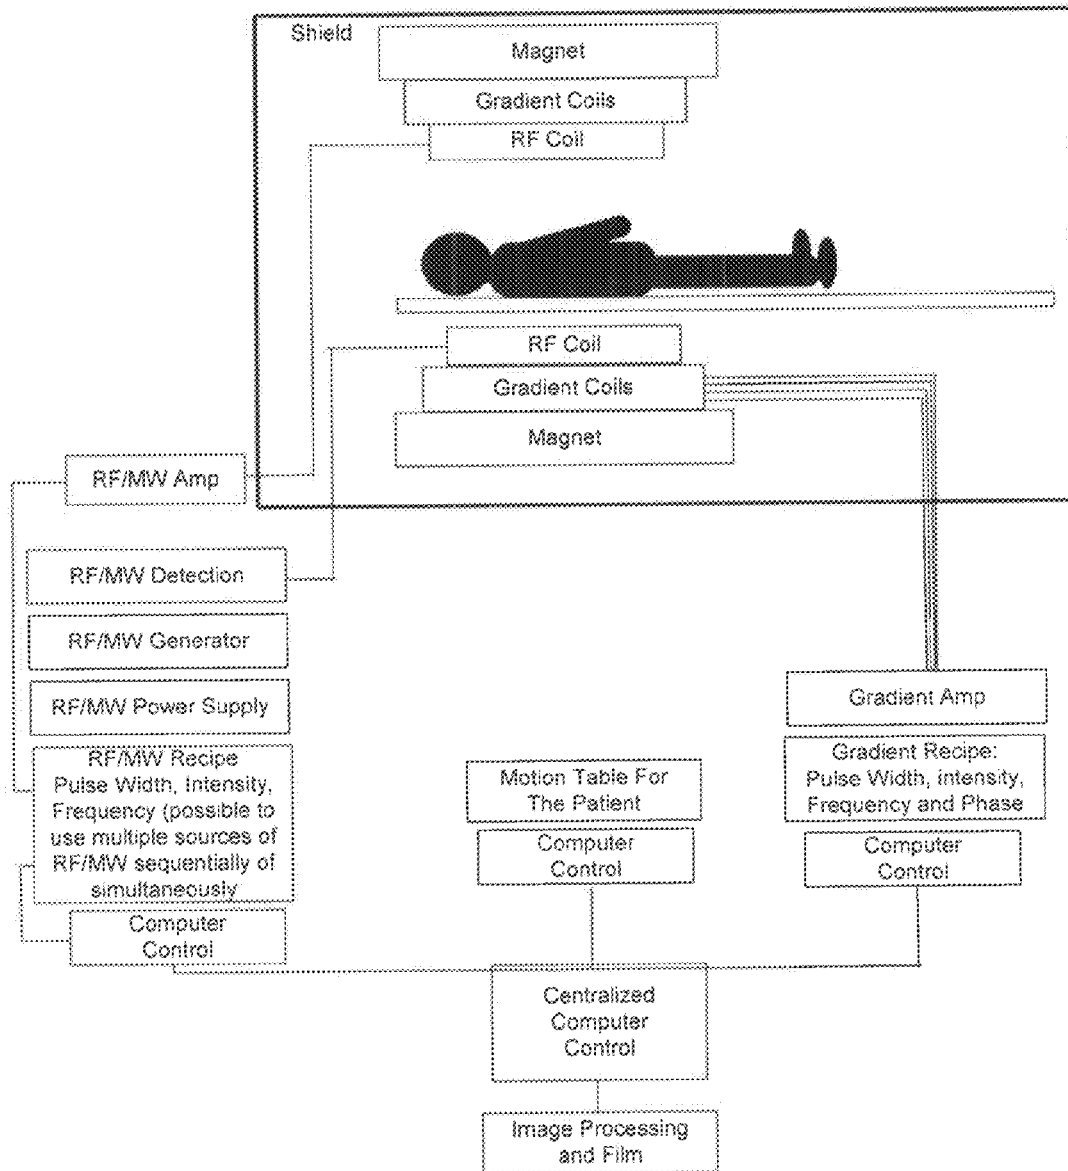 Shield
Magnet
Gradient Coils
RF Coil
RF Coil
Gradient Coils
Magnet
RF/MW Amp
RF/MW Detection
RF/MW Generator
RF/MW Power Supply
RF/MW Recipe
Pulse Width, Intensity,
Frequency (possible to
use multiple sources of
RF/MW sequentially of
simultaneously
Computer
Control
Motion Table For
The Patient
Computer
Control
Gradient Amp
Gradient Recipe:
Pulse Width, intensity,
Frequency and Phase
Computer
Control
Centralized
Computer
Control
Image Processing
and Film